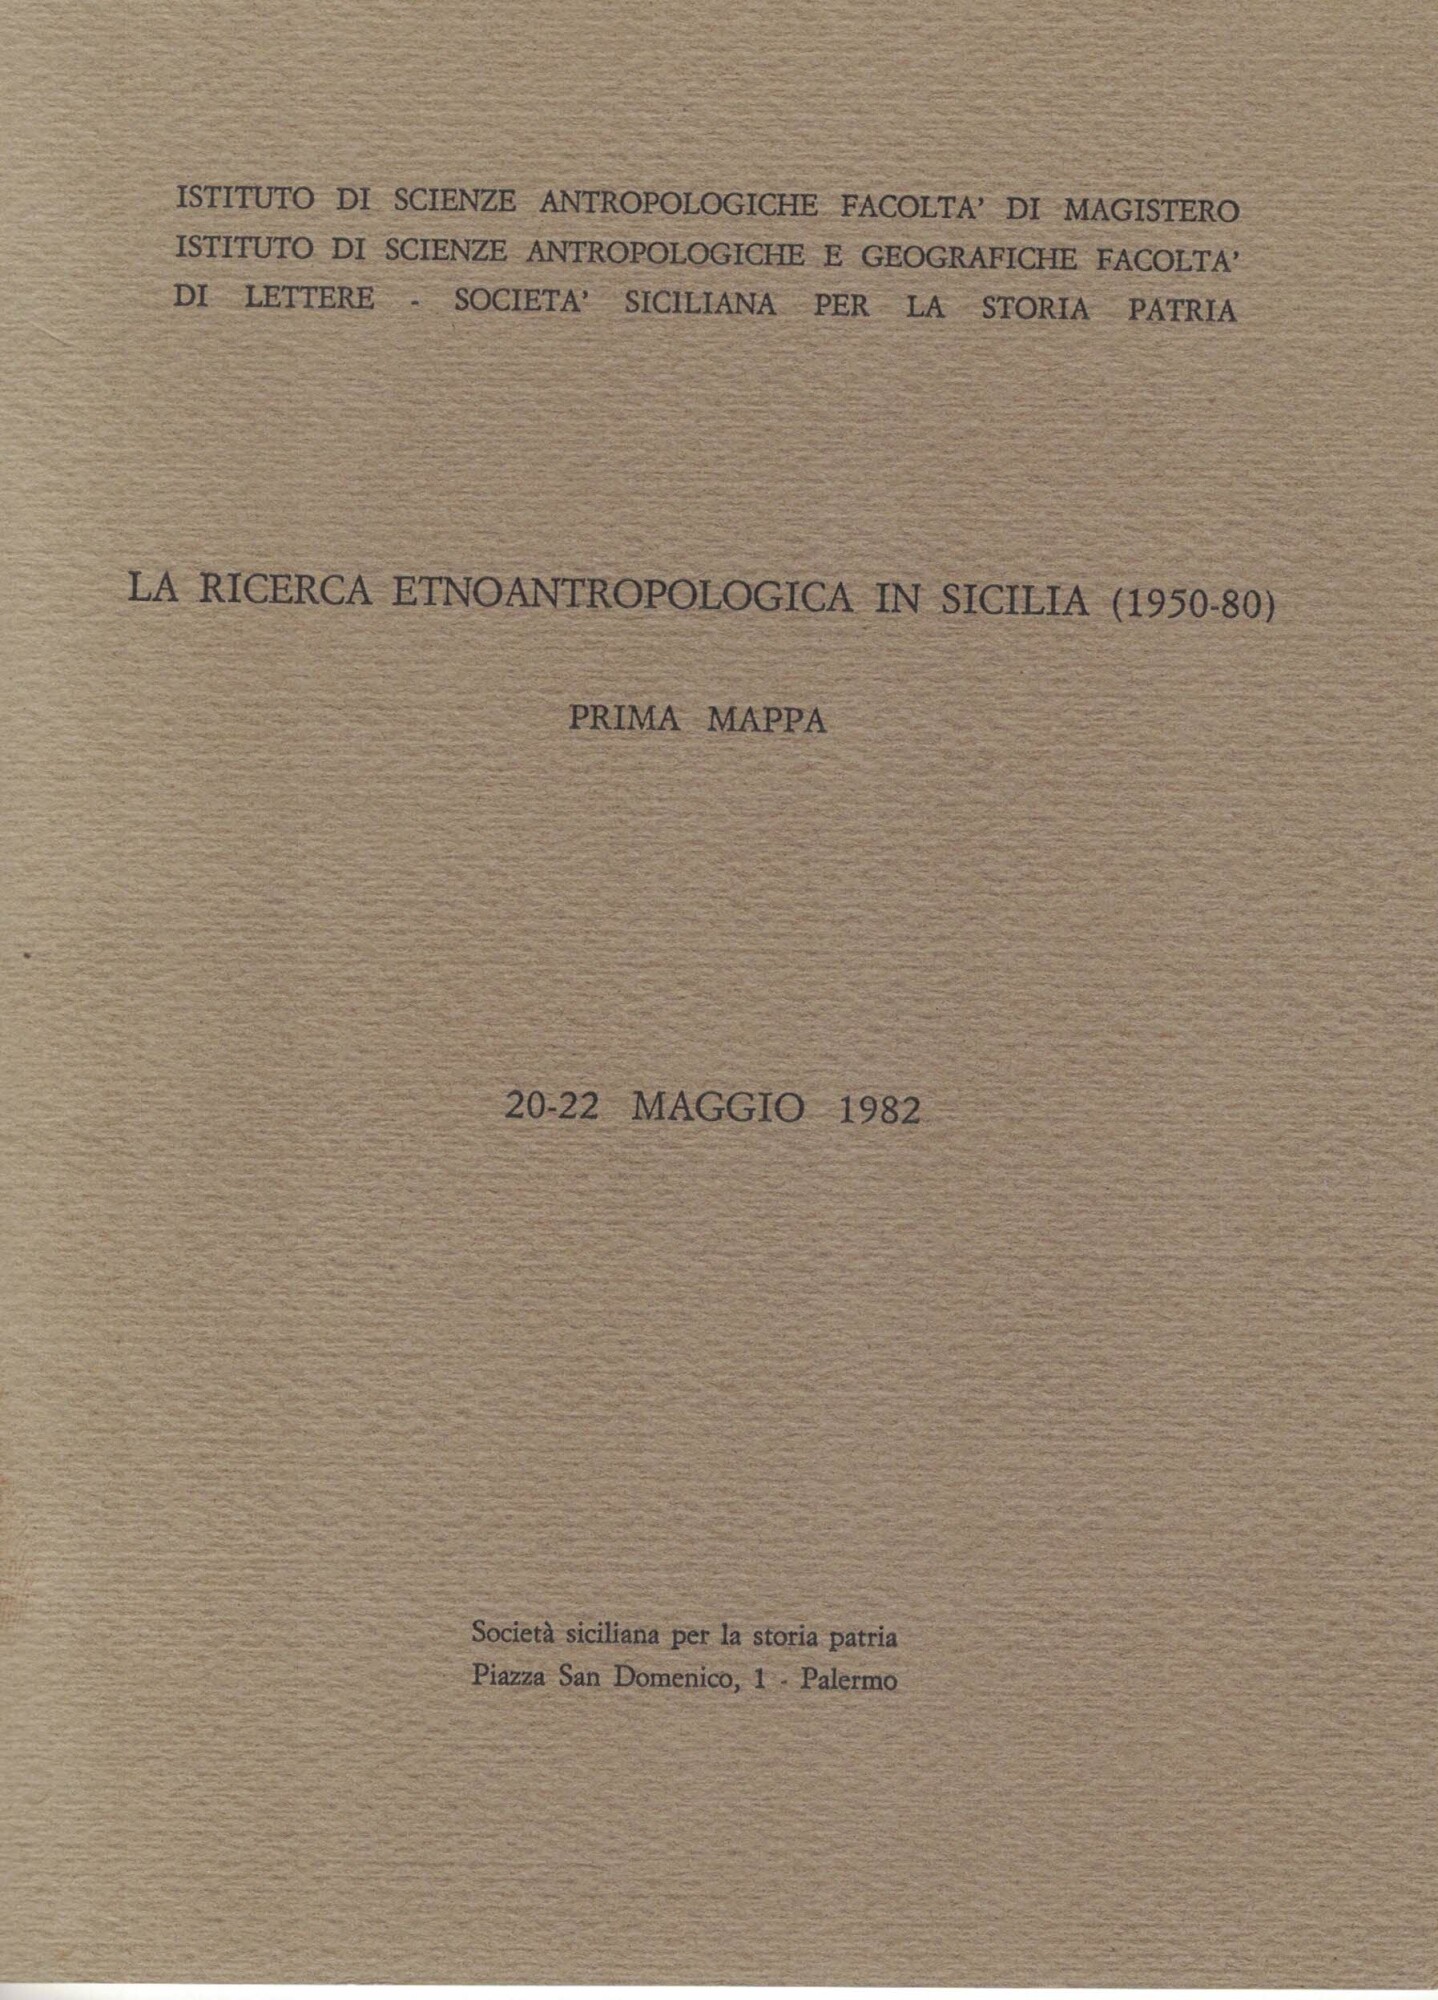 ISTITUTO DI SCIENZE ANTROPOLOGICHE FACOLTA' DI MAGISTERO
ISTITUTO DI SCIENZE ANTROPOLOGICHE E GEOGRAFICHE FACOLTA'
DI LETTERE - SOCIETA' SICILIANA PER LA STORIA PATRIA
LA RICERCA ETNOANTROPOLOGICA IN SICILIA (1950-80)
PRIMA MAPPA
20-22 MAGGIO 1982
Società siciliana per la storia patria
Piazza San Domenico, 1 - Palermo